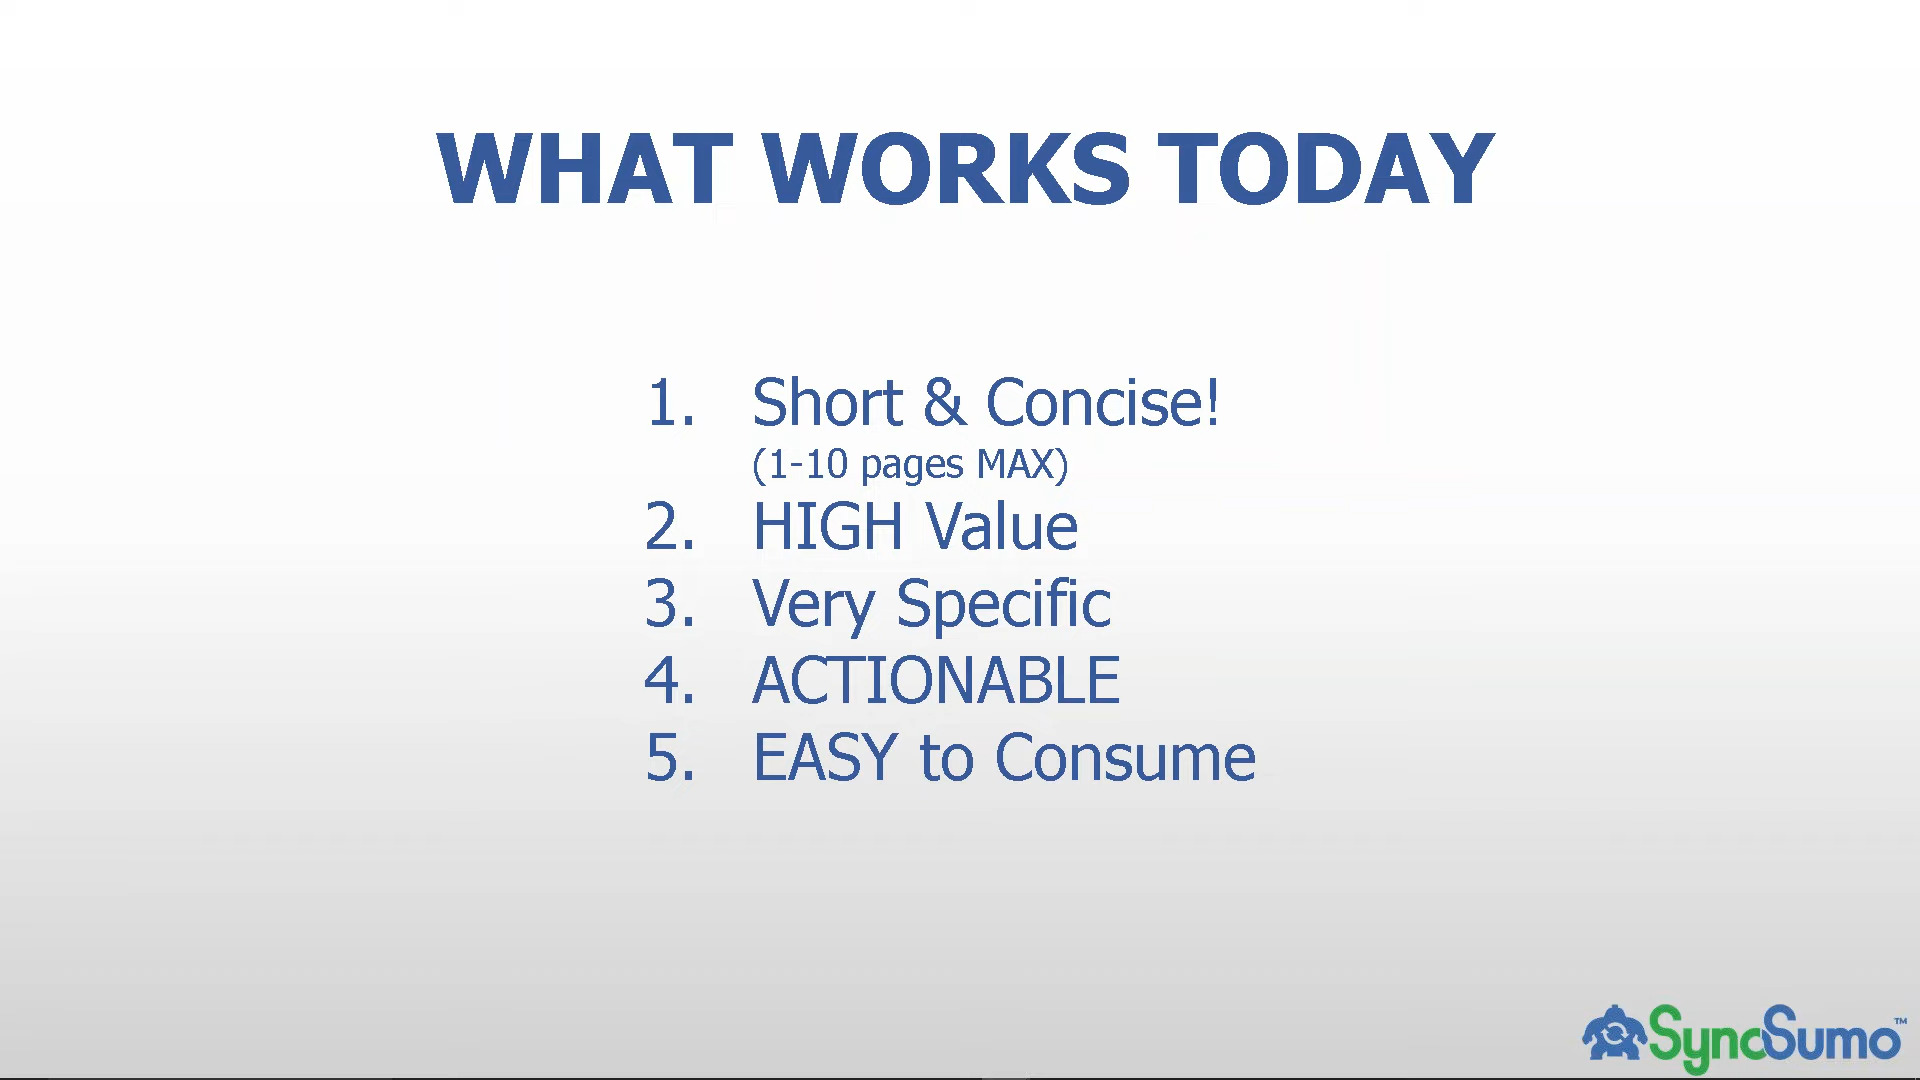 WHAT WORKS TODAY
1. Short & Concise!
(1-10 pages MAX)
2. HIGH Value
3. Very Specific
4. ACTIONABLE
5. EASY to Consume
SyncSumo™